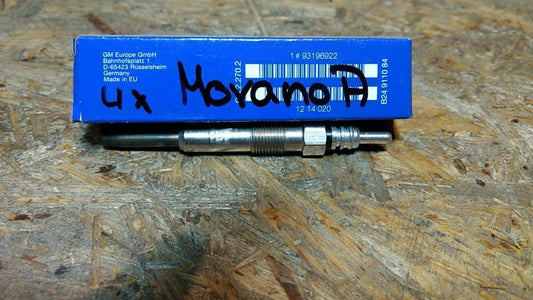 GM Europe GmbH
Bahnhofsplatz 1
D-65423 Rüsselsheim
Germany
Made in EU
1 # 93196922
4x Movano A
12 14 020
B24 9110 84